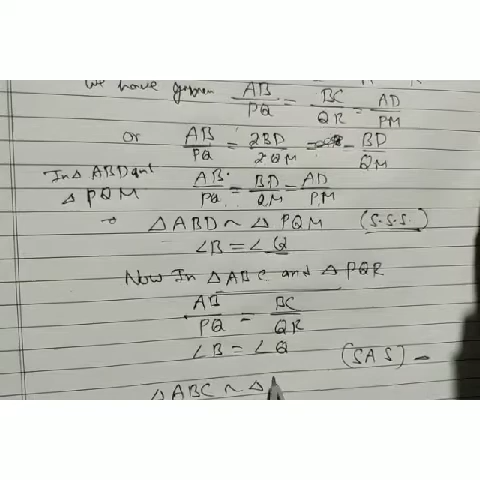 We have given AB/PQ = BC/QR = AD/PM
or AB/PQ = 2BD/2QM = BD/QM
In △ ABD and
△ PQM AB/PQ = BD/QM = AD/PM
△ ABD ~ △ PQM (S.S.S.)
∠B = ∠Q
Now In △ ABC and △ PQR
AB/PQ = BC/QR
∠B = ∠Q (SAS) -
△ ABC ~ △